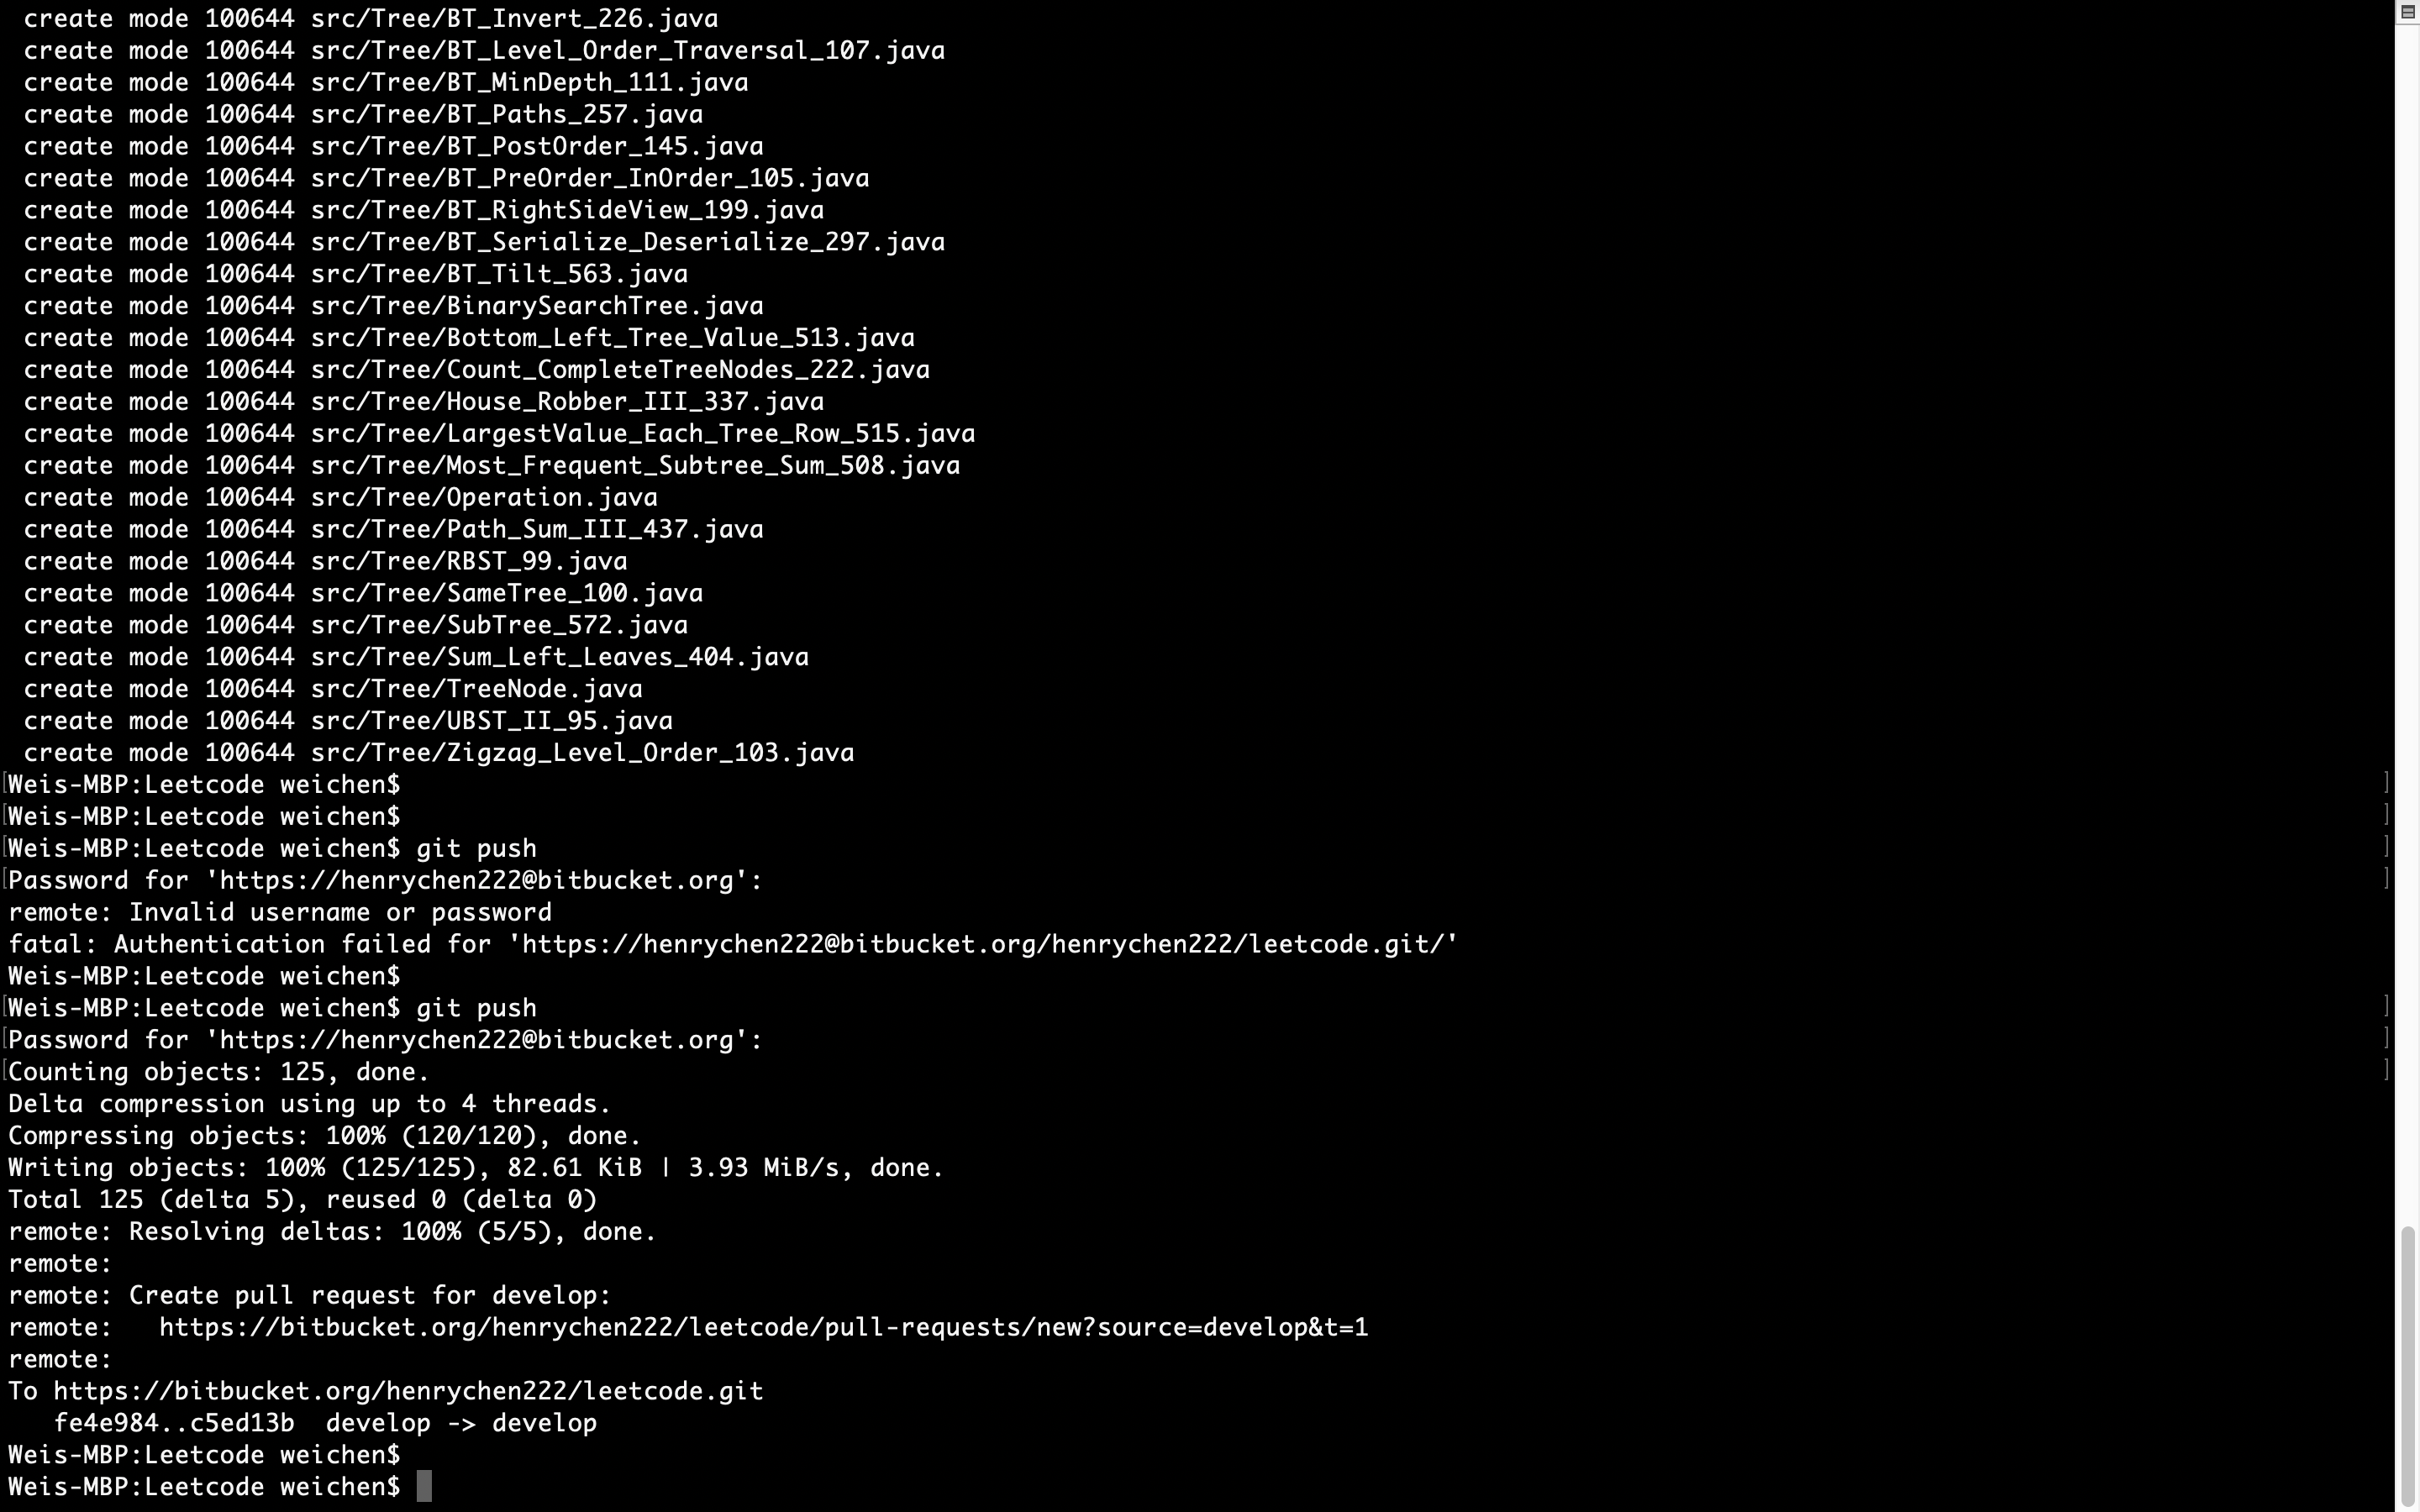 create mode 100644 src/Tree/BT_Invert_226.java
create mode 100644 src/Tree/BT_Level_Order_Traversal_107.java
create mode 100644 src/Tree/BT_MinDepth_111.java
create mode 100644 src/Tree/BT_Paths_257.java
create mode 100644 src/Tree/BT_PostOrder_145.java
create mode 100644 src/Tree/BT_PreOrder_InOrder_105.java
create mode 100644 src/Tree/BT_RightSideView_199.java
create mode 100644 src/Tree/BT_Serialize_Deserialize_297.java
create mode 100644 src/Tree/BT_Tilt_563.java
create mode 100644 src/Tree/BinarySearchTree.java
create mode 100644 src/Tree/Bottom_Left_Tree_Value_513.java
create mode 100644 src/Tree/Count_CompleteTreeNodes_222.java
create mode 100644 src/Tree/House_Robber_III_337.java
create mode 100644 src/Tree/LargestValue_Each_Tree_Row_515.java
create mode 100644 src/Tree/Most_Frequent_Subtree_Sum_508.java
create mode 100644 src/Tree/Operation.java
create mode 100644 src/Tree/Path_Sum_III_437.java
create mode 100644 src/Tree/RBST_99.java
create mode 100644 src/Tree/SameTree_100.java
create mode 100644 src/Tree/SubTree_572.java
create mode 100644 src/Tree/Sum_Left_Leaves_404.java
create mode 100644 src/Tree/TreeNode.java
create mode 100644 src/Tree/UBST_II_95.java
create mode 100644 src/Tree/Zigzag_Level_Order_103.java
[Weis-MBP:Leetcode weichen$ ]
[Weis-MBP:Leetcode weichen$ ]
[Weis-MBP:Leetcode weichen$ git push ]
[Password for 'https://henrychen222@bitbucket.org': ]
remote: Invalid username or password
fatal: Authentication failed for 'https://henrychen222@bitbucket.org/henrychen222/leetcode.git/'
Weis-MBP:Leetcode weichen$
[Weis-MBP:Leetcode weichen$ git push ]
[Password for 'https://henrychen222@bitbucket.org': ]
[Counting objects: 125, done. ]
Delta compression using up to 4 threads.
Compressing objects: 100% (120/120), done.
Writing objects: 100% (125/125), 82.61 KiB | 3.93 MiB/s, done.
Total 125 (delta 5), reused 0 (delta 0)
remote: Resolving deltas: 100% (5/5), done.
remote:
remote: Create pull request for develop:
remote:   https://bitbucket.org/henrychen222/leetcode/pull-requests/new?source=develop&t=1
remote:
To https://bitbucket.org/henrychen222/leetcode.git
   fe4e984..c5ed13b  develop -> develop
Weis-MBP:Leetcode weichen$
Weis-MBP:Leetcode weichen$